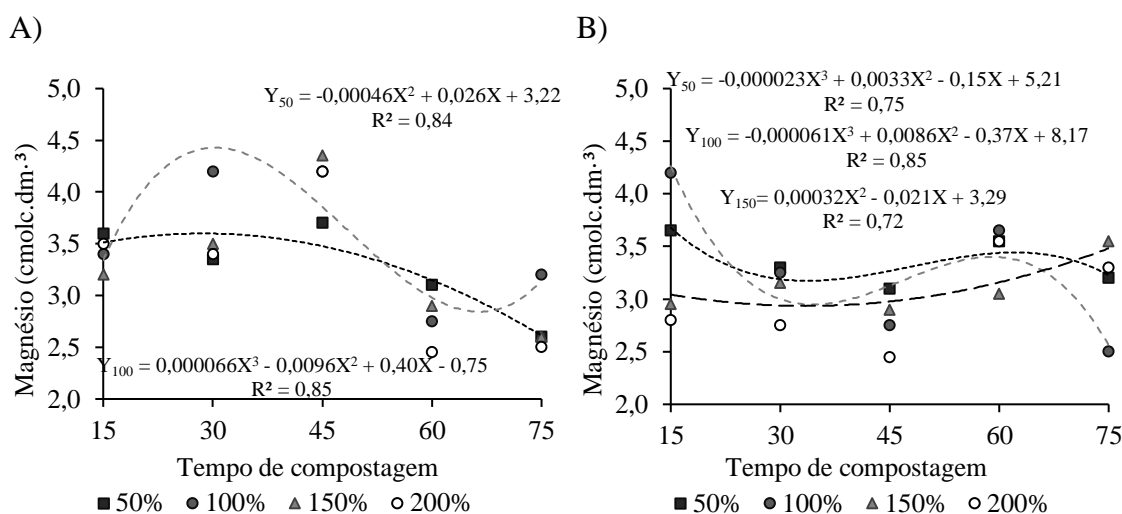 A)
Magnésio (cmolc.dm·³)
5,0
4,5
4,0
3,5
3,0
2,5
2,0
Y50 = -0,00046X² + 0,026X + 3,22
R² = 0,84
Y100 = 0,000066X³ - 0,0096X² + 0,40X - 0,75
R² = 0,85
15 30 45 60 75
Tempo de compostagem
50% 100% 150% 200%
B)
Magnésio (cmolc.dm·³)
5,0
4,5
4,0
3,5
3,0
2,5
2,0
Y50 = -0,000023X³ + 0,0033X² - 0,15X + 5,21
R² = 0,75
Y100 = -0,000061X³ + 0,0086X² - 0,37X + 8,17
R² = 0,85
Y150= 0,00032X² - 0,021X + 3,29
R² = 0,72
15 30 45 60 75
Tempo de compostagem
50% 100% 150% 200%